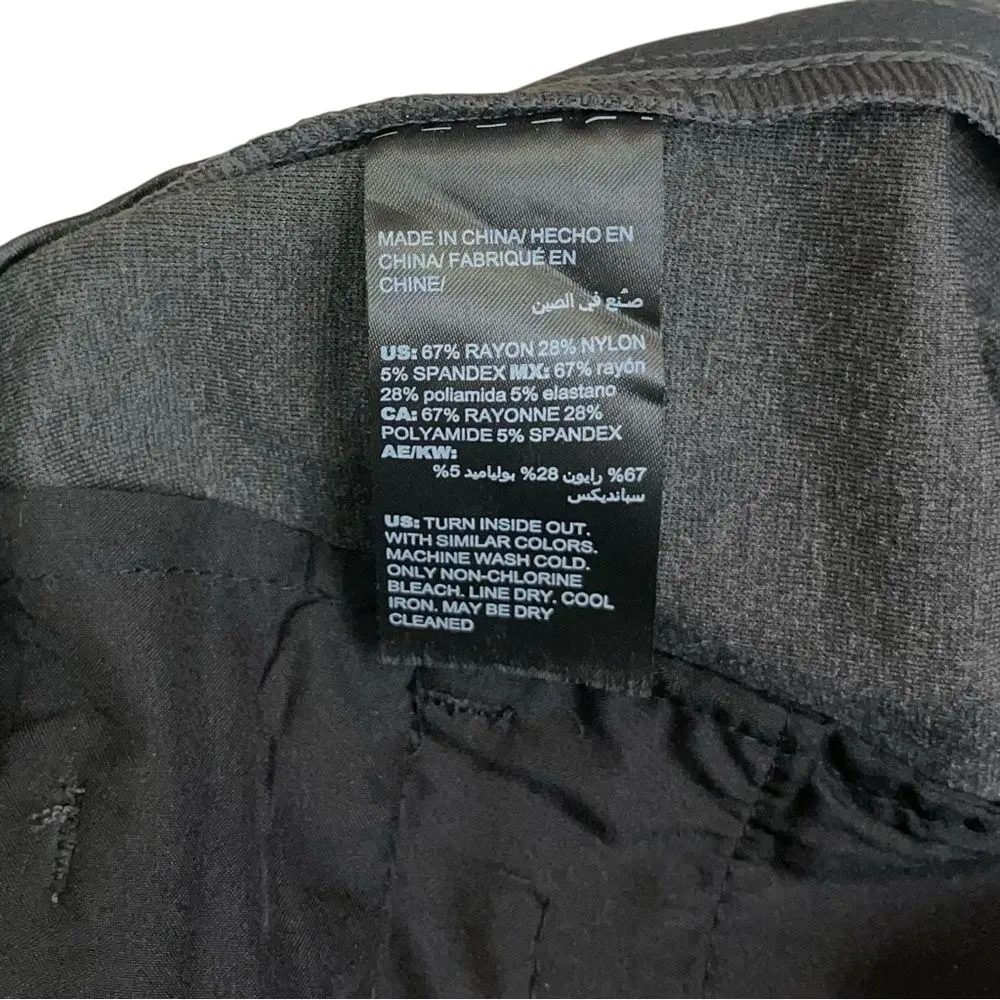 MADE IN CHINA/ HECHO EN
CHINA/ FABRIQUÉ EN
CHINE/
صُنع في الصين
US: 67% RAYON 28% NYLON
5% SPANDEX MX: 67% rayón
28% poliamida 5% elastano
CA: 67% RAYONNE 28%
POLYAMIDE 5% SPANDEX
AE/KW:
67% رايون 28% بولياميد 5%
سبانديكس
US: TURN INSIDE OUT.
WITH SIMILAR COLORS.
MACHINE WASH COLD.
ONLY NON-CHLORINE
BLEACH. LINE DRY. COOL
IRON. MAY BE DRY
CLEANED